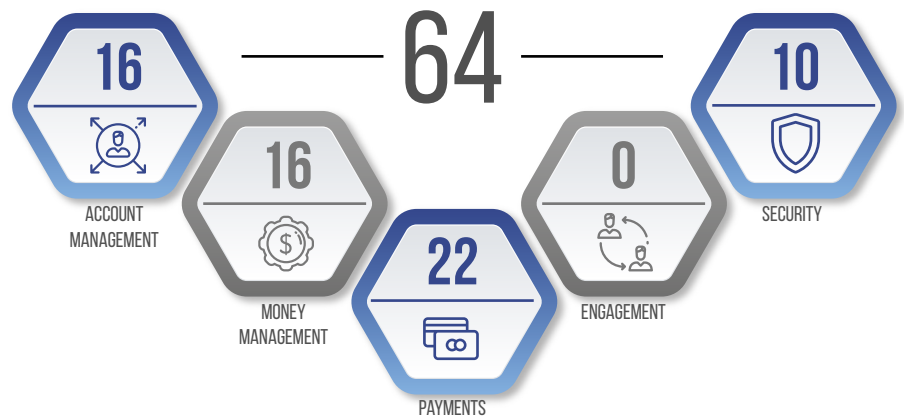 64
16
ACCOUNT
MANAGEMENT
16
$
MONEY
MANAGEMENT
22
PAYMENTS
0
ENGAGEMENT
10
SECURITY